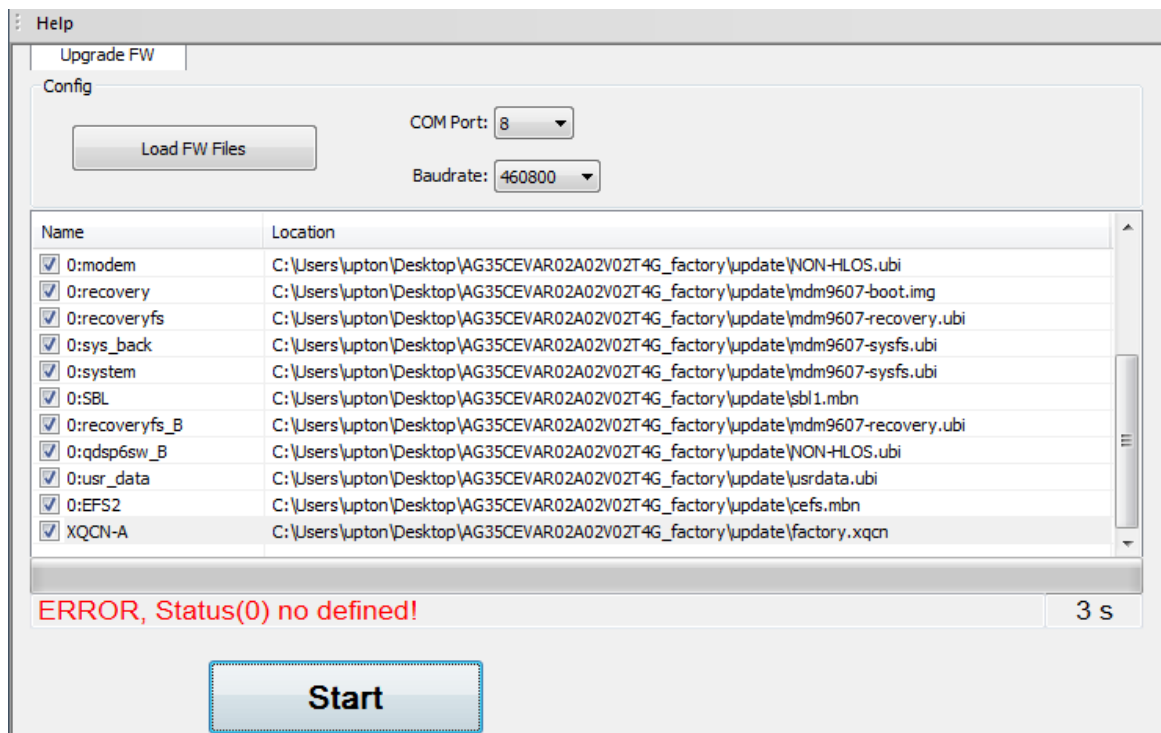 Help
Upgrade FW
Config
Load FW Files
COM Port: 8
Baudrate: 460800
Name Location
0:modem C:\Users\upton\Desktop\AG35CEVAR02A02V02T4G_factory\update\NON-HLOS.ubi
0:recovery C:\Users\upton\Desktop\AG35CEVAR02A02V02T4G_factory\update\mdm9607-boot.img
0:recoveryfs C:\Users\upton\Desktop\AG35CEVAR02A02V02T4G_factory\update\mdm9607-recovery.ubi
0:sys_back C:\Users\upton\Desktop\AG35CEVAR02A02V02T4G_factory\update\mdm9607-sysfs.ubi
0:system C:\Users\upton\Desktop\AG35CEVAR02A02V02T4G_factory\update\mdm9607-sysfs.ubi
0:SBL C:\Users\upton\Desktop\AG35CEVAR02A02V02T4G_factory\update\sbl1.mbn
0:recoveryfs_B C:\Users\upton\Desktop\AG35CEVAR02A02V02T4G_factory\update\mdm9607-recovery.ubi
0:qdsp6sw_B C:\Users\upton\Desktop\AG35CEVAR02A02V02T4G_factory\update\NON-HLOS.ubi
0:usr_data C:\Users\upton\Desktop\AG35CEVAR02A02V02T4G_factory\update\usrdata.ubi
0:EFS2 C:\Users\upton\Desktop\AG35CEVAR02A02V02T4G_factory\update\cefs.mbn
XQCN-A C:\Users\upton\Desktop\AG35CEVAR02A02V02T4G_factory\update\factory.xqcn
ERROR, Status(0) no defined! 3 s
Start